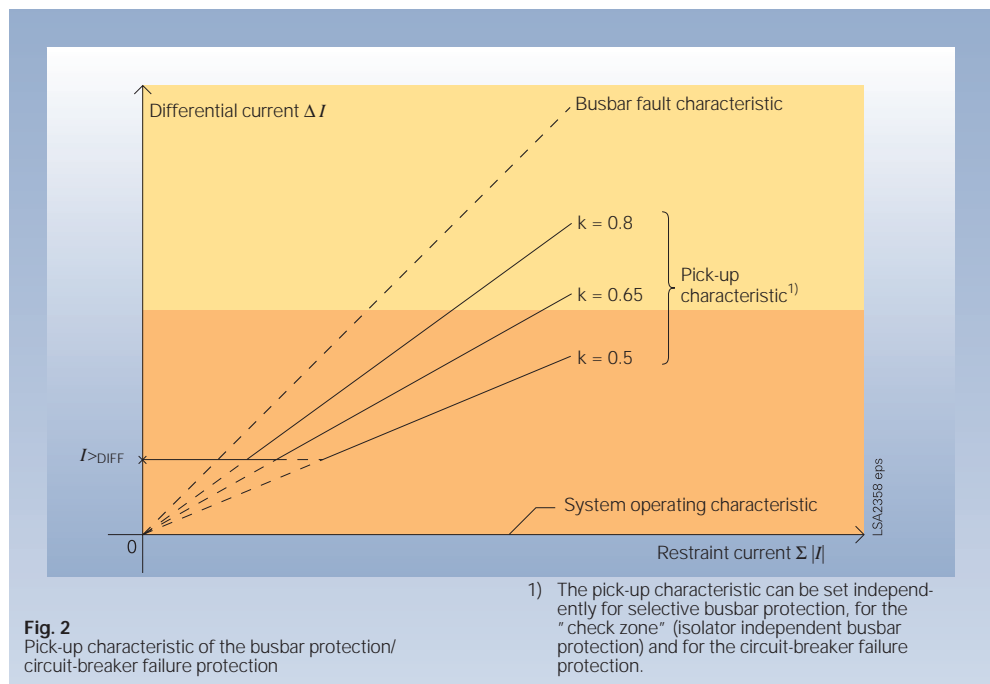 Differential current Δ I
Busbar fault characteristic
k = 0.8
Pick-up
characteristic1)
k = 0.65
k = 0.5
I>DIFF
System operating characteristic
LSA2358 eps
0
Restraint current Σ |I|
1) The pick-up characteristic can be set independ-
ently for selective busbar protection, for the
"check zone" (isolator independent busbar
protection) and for the circuit-breaker failure
protection.
Fig. 2
Pick-up characteristic of the busbar protection/
circuit-breaker failure protection